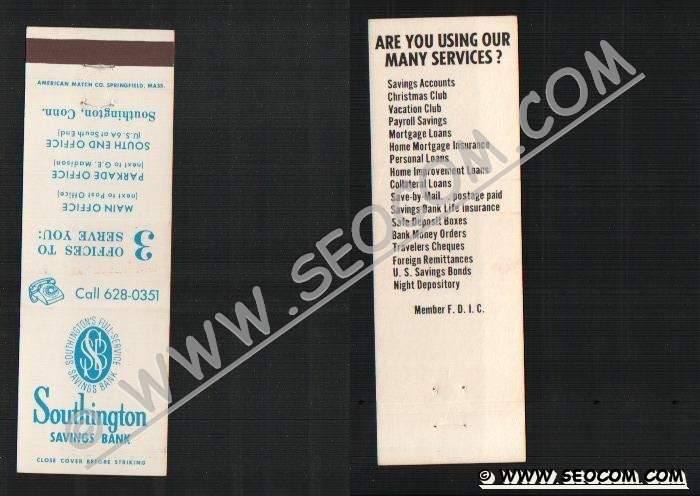 AMERICAN MATCH CO. SPRINGFIELD, MASS.
3 OFFICES TO
SERVE YOU:
MAIN OFFICE
(next to Post Office)
PARKADE OFFICE
(next to G.E. Madison)
SOUTH END OFFICE
(U.S. 6A at South End)
Southington, Conn.
Call 628-0351
SOUTHINGTON'S FULL-SERVICE
SSB
SAVINGS BANK
Southington
SAVINGS BANK
CLOSE COVER BEFORE STRIKING
ARE YOU USING OUR
MANY SERVICES?
Savings Accounts
Christmas Club
Vacation Club
Payroll Savings
Mortgage Loans
Home Mortgage Insurance
Personal Loans
Home Improvement Loans
Collateral Loans
Save-by-Mail... postage paid
Savings Bank Life Insurance
Safe Deposit Boxes
Bank Money Orders
Travelers Cheques
Foreign Remittances
U. S. Savings Bonds
Night Depository
Member F. D. I. C.
© WWW.SEOCOM.COM
© WWW.SEOCOM.COM